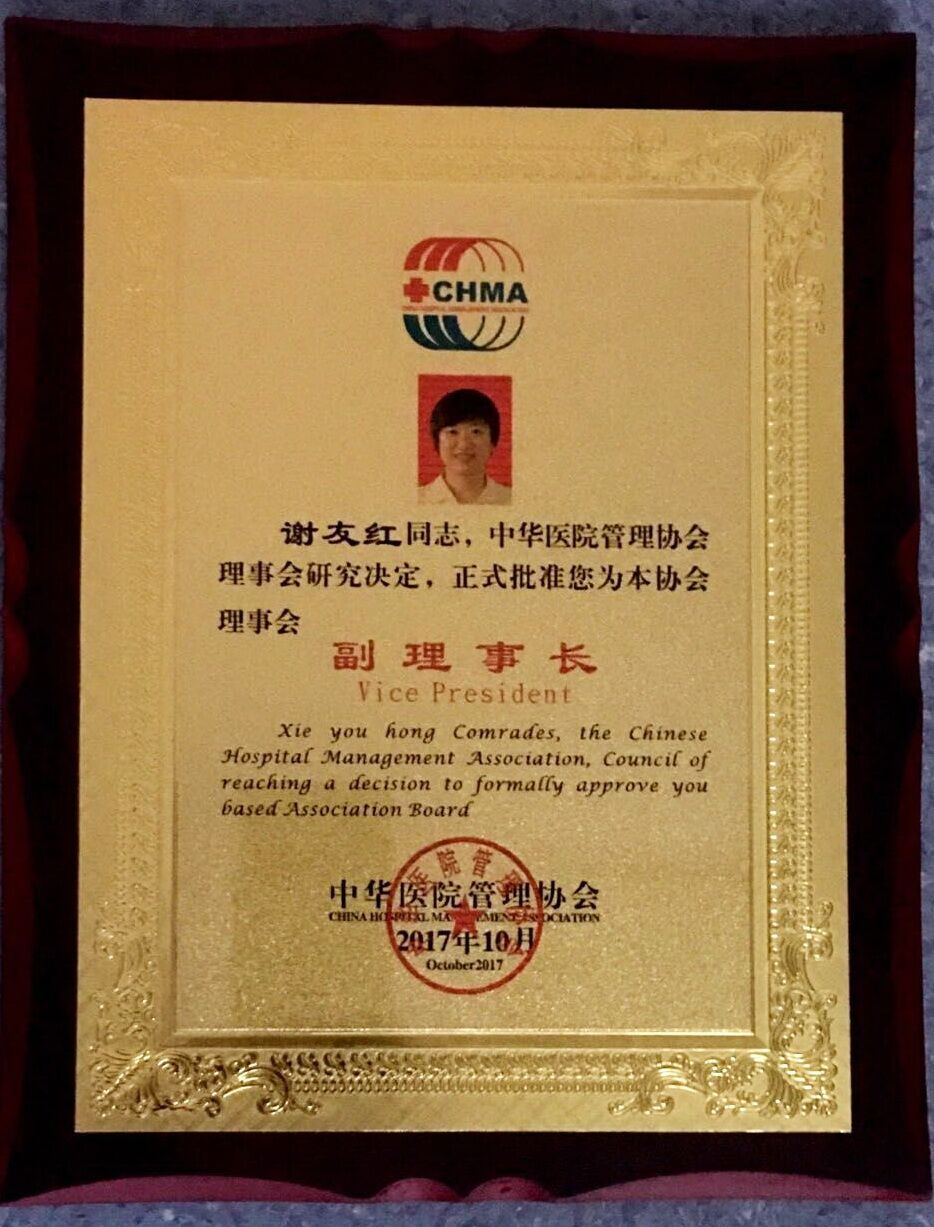 CHMA
谢友红同志，中华医院管理协会
理事会研究决定，正式批准您为本协会
理事会
副理事长
Vice President
Xie you hong Comrades, the Chinese
Hospital Management Association, Council of
reaching a decision to formally approve you
based Association Board
中华医院管理协会
CHINA HOSPITAL MANAGEMENT ASSOCIATION
2017年10月
October2017